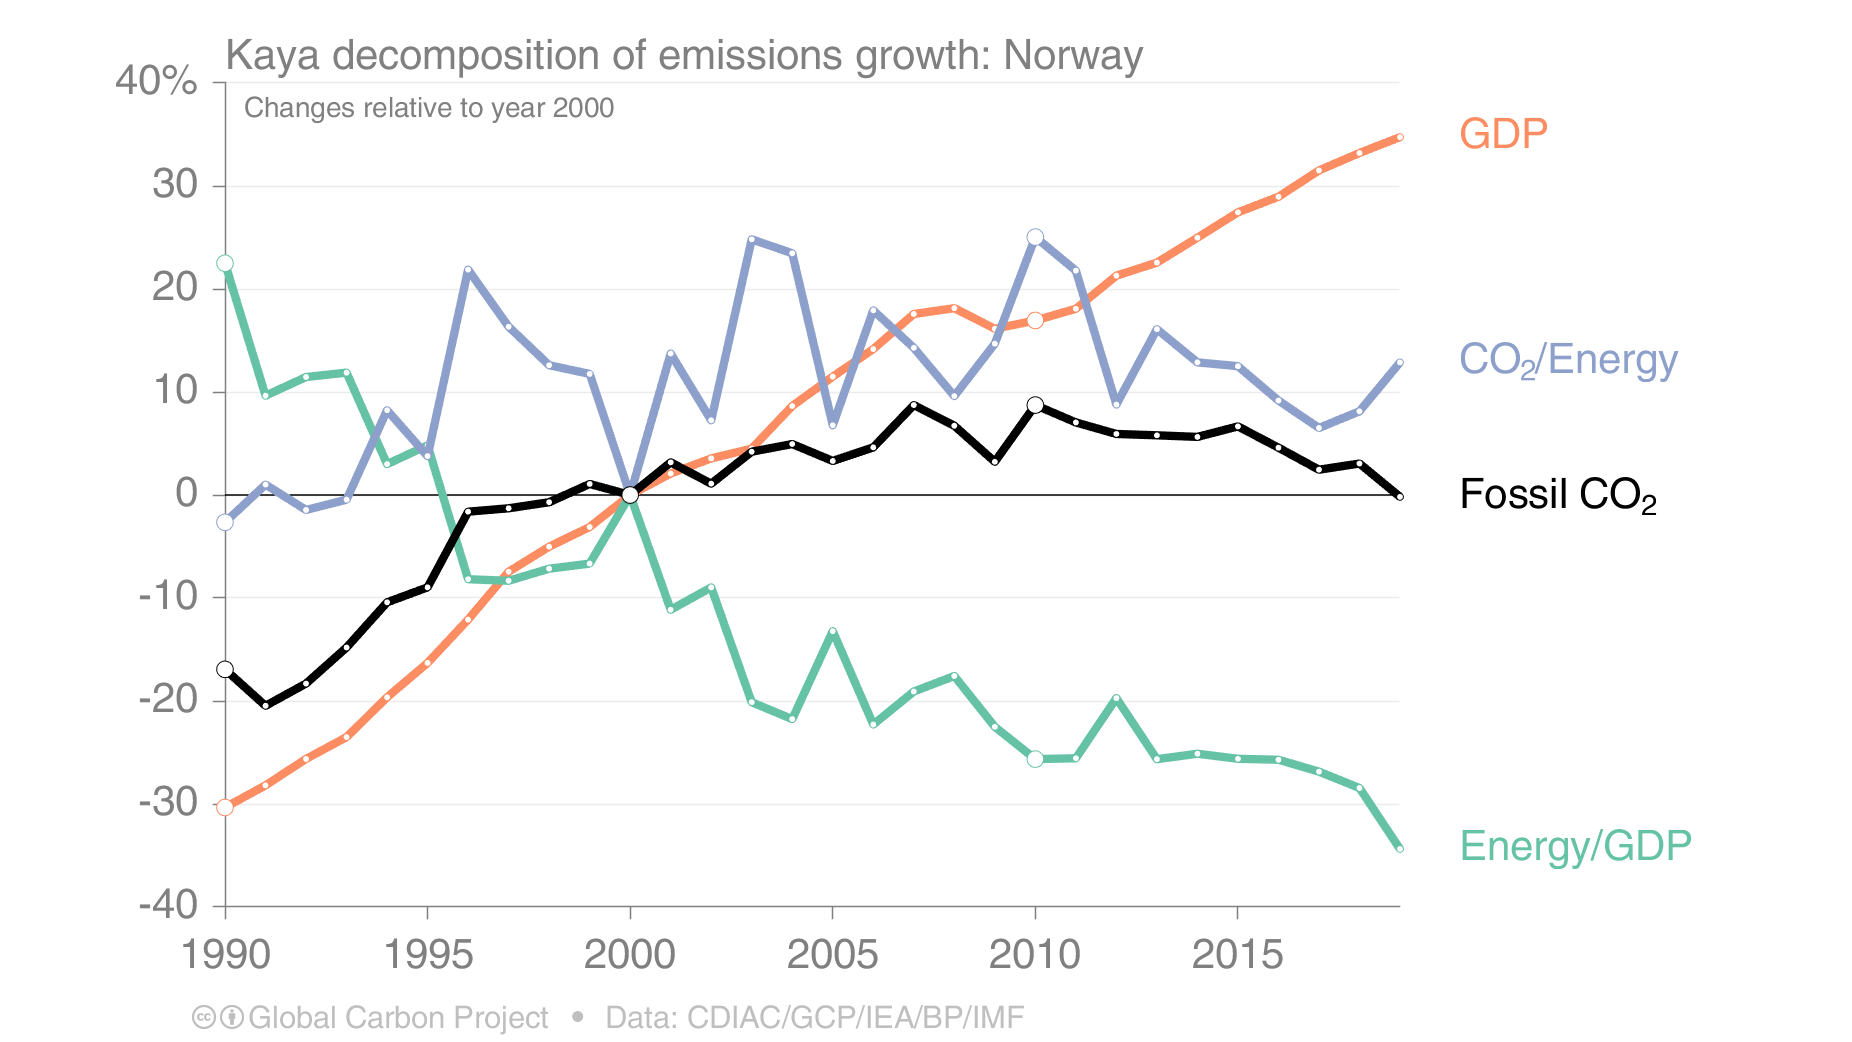 Kaya decomposition of emissions growth: Norway
40%
Changes relative to year 2000
GDP
30
20
CO₂/Energy
10
0
Fossil CO₂
-10
-20
-30
Energy/GDP
-40
1990 1995 2000 2005 2010 2015
cc Global Carbon Project • Data: CDIAC/GCP/IEA/BP/IMF